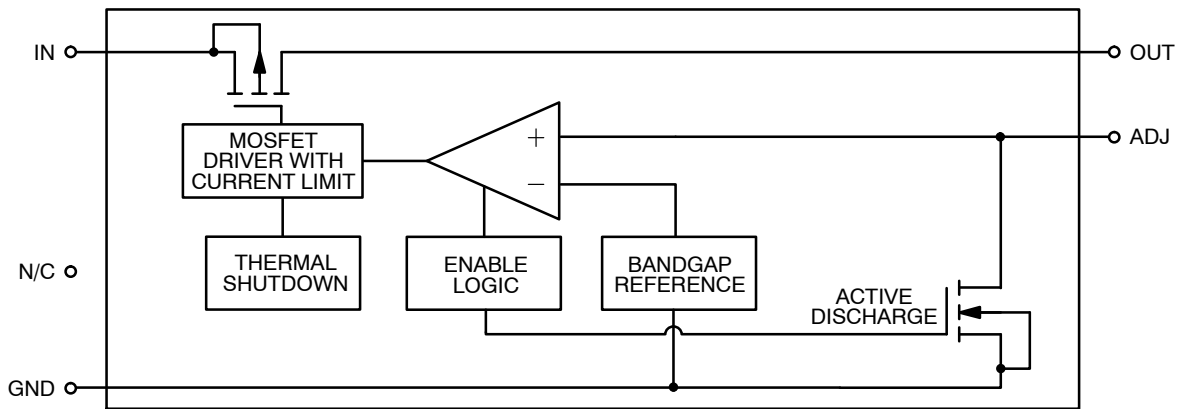 IN
OUT
MOSFET
DRIVER WITH
CURRENT LIMIT
+
−
ADJ
THERMAL
SHUTDOWN
ENABLE
LOGIC
BANDGAP
REFERENCE
N/C
ACTIVE
DISCHARGE
GND